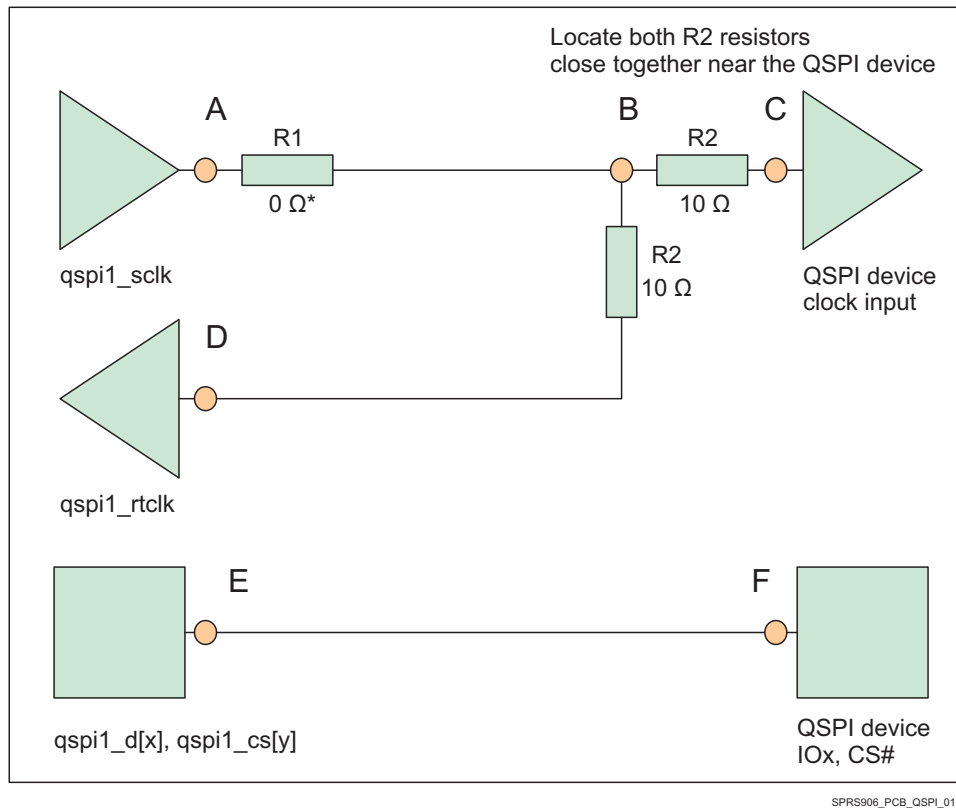 Locate both R2 resistors
close together near the QSPI device
A
B
C
R1
R2
0 Ω*
10 Ω
R2
10 Ω
qspi1_sclk
QSPI device
clock input
D
qspi1_rtclk
E
F
qspi1_d[x], qspi1_cs[y]
QSPI device
IOx, CS#
SPRS906_PCB_QSPI_01